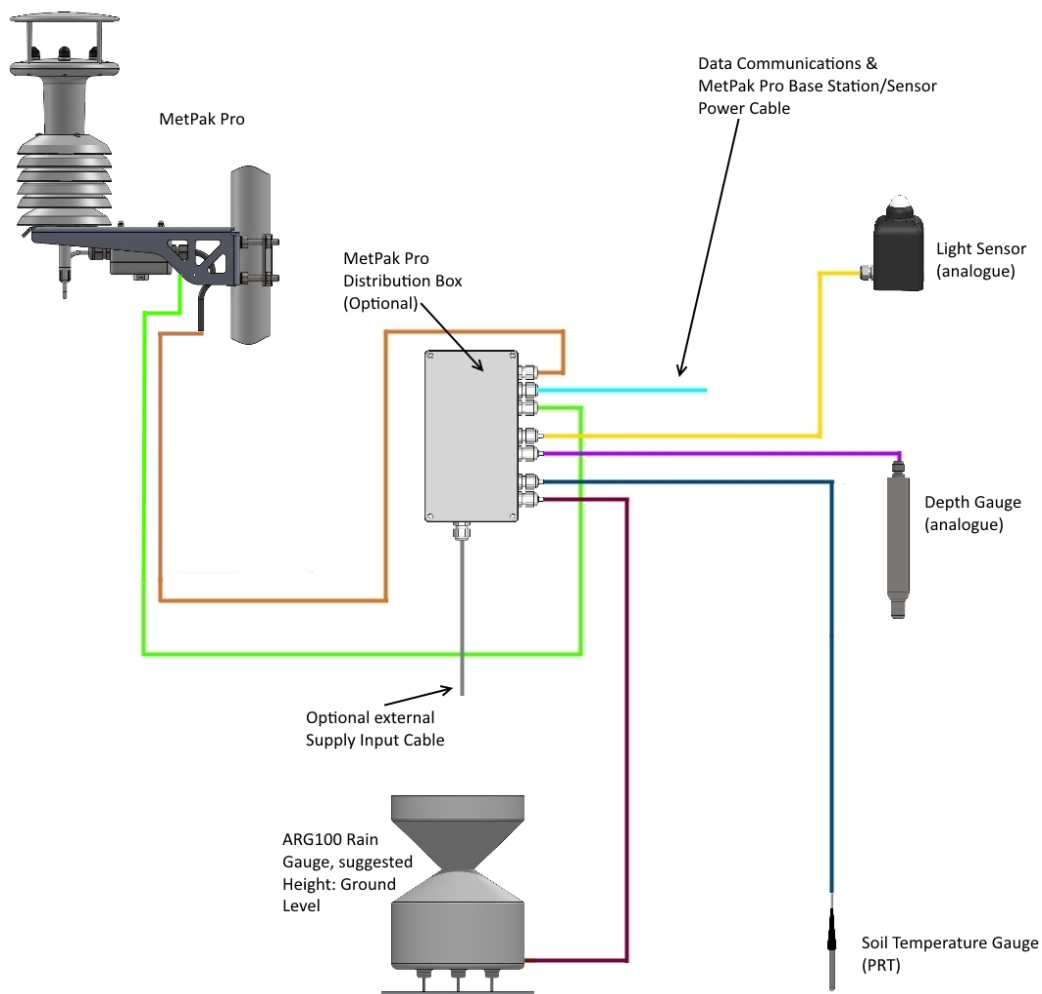 Data Communications &
MetPak Pro Base Station/Sensor
Power Cable
MetPak Pro
Light Sensor
(analogue)
MetPak Pro
Distribution Box
(Optional)
Depth Gauge
(analogue)
Optional external
Supply Input Cable
ARG100 Rain
Gauge, suggested
Height: Ground
Level
Soil Temperature Gauge
(PRT)